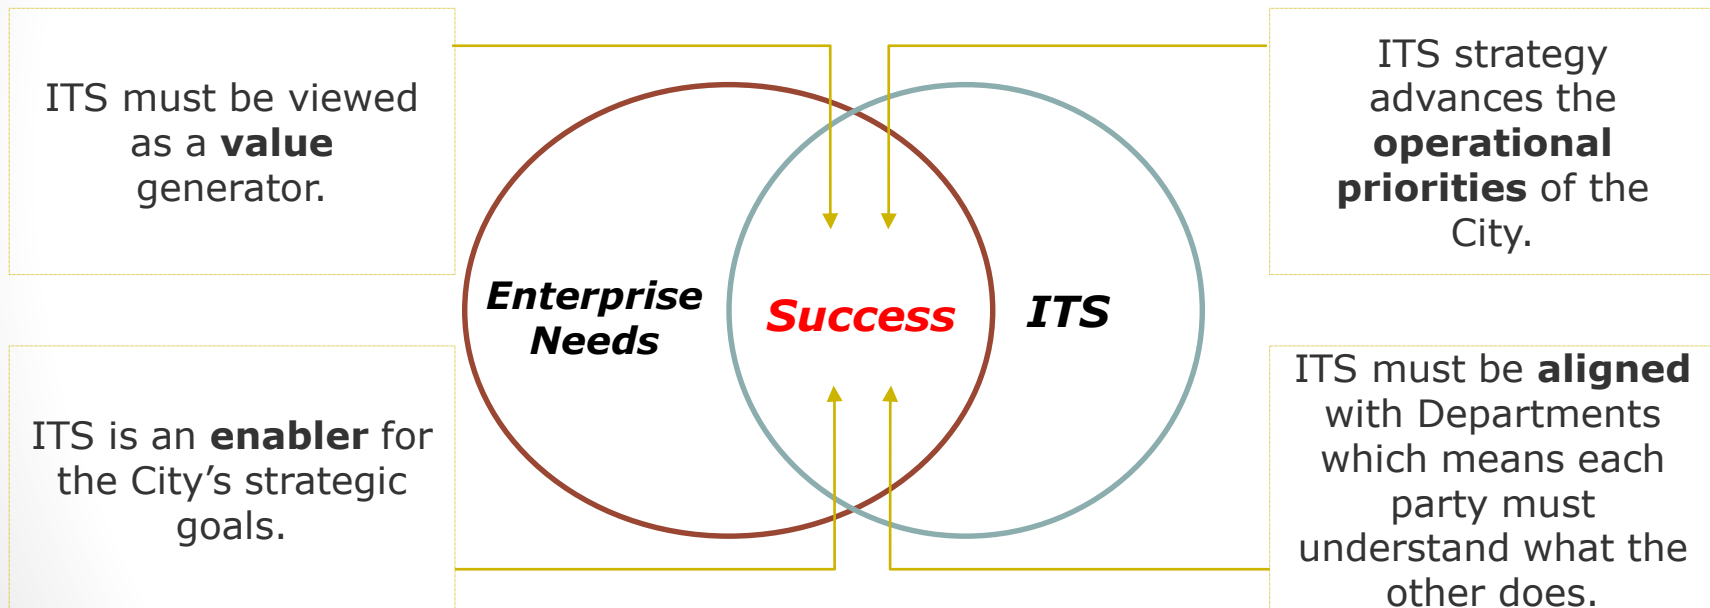 ITS must be viewed
as a value
generator.
ITS strategy
advances the
operational
priorities of the
City.
Enterprise
Needs
Success
ITS
ITS is an enabler for
the City’s strategic
goals.
ITS must be aligned
with Departments
which means each
party must
understand what the
other does.